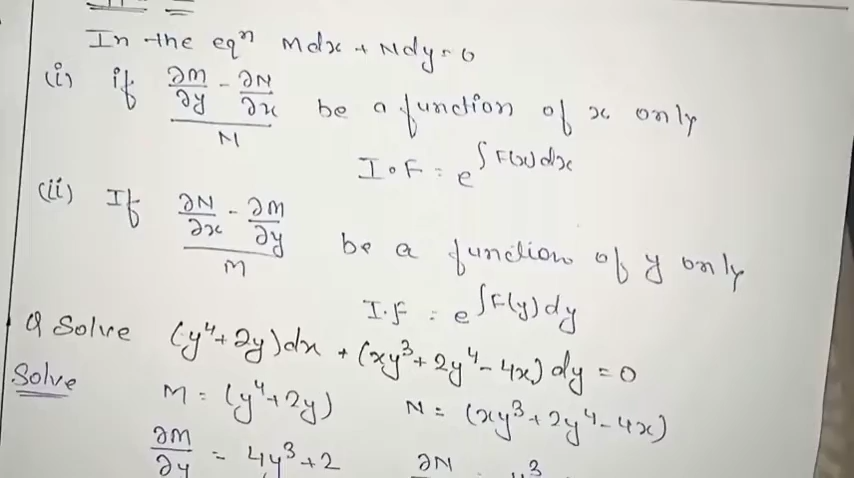 In the eqⁿ Mdx + Ndy = 0
(i) if (∂M/∂y - ∂N/∂x)/N be a function of x only
I.F = e^∫F(x)dx
(ii) If (∂N/∂x - ∂M/∂y)/M be a function of y only
I.F = e^∫F(y)dy
Q Solve (y⁴+2y)dx + (xy³+2y⁴-4x)dy = 0
Solve M = (y⁴+2y) N = (xy³+2y⁴-4x)
∂M/∂y = 4y³+2 ∂N